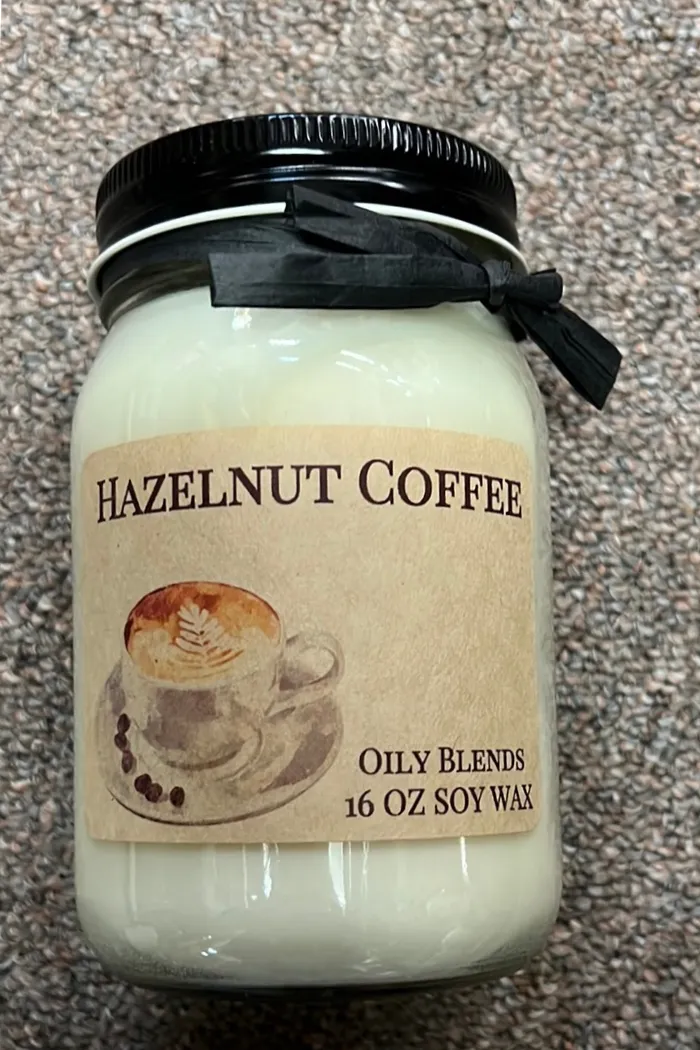 HAZELNUT COFFEE
OILY BLENDS
16 OZ SOY WAX